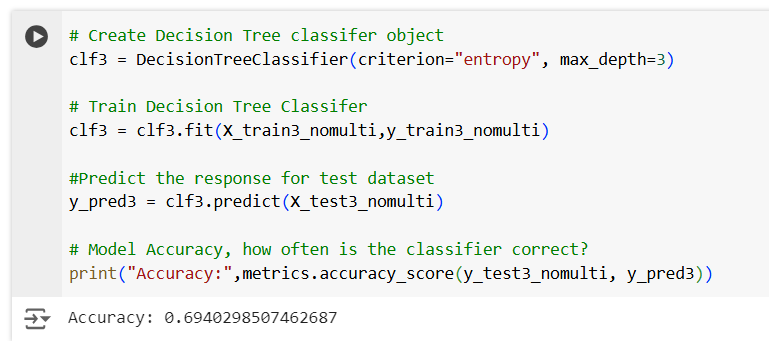 # Create Decision Tree classifer object
clf3 = DecisionTreeClassifier(criterion="entropy", max_depth=3)
# Train Decision Tree Classifer
clf3 = clf3.fit(X_train3_nomulti,y_train3_nomulti)
#Predict the response for test dataset
y_pred3 = clf3.predict(X_test3_nomulti)
# Model Accuracy, how often is the classifier correct?
print("Accuracy:",metrics.accuracy_score(y_test3_nomulti, y_pred3))
Accuracy: 0.6940298507462687